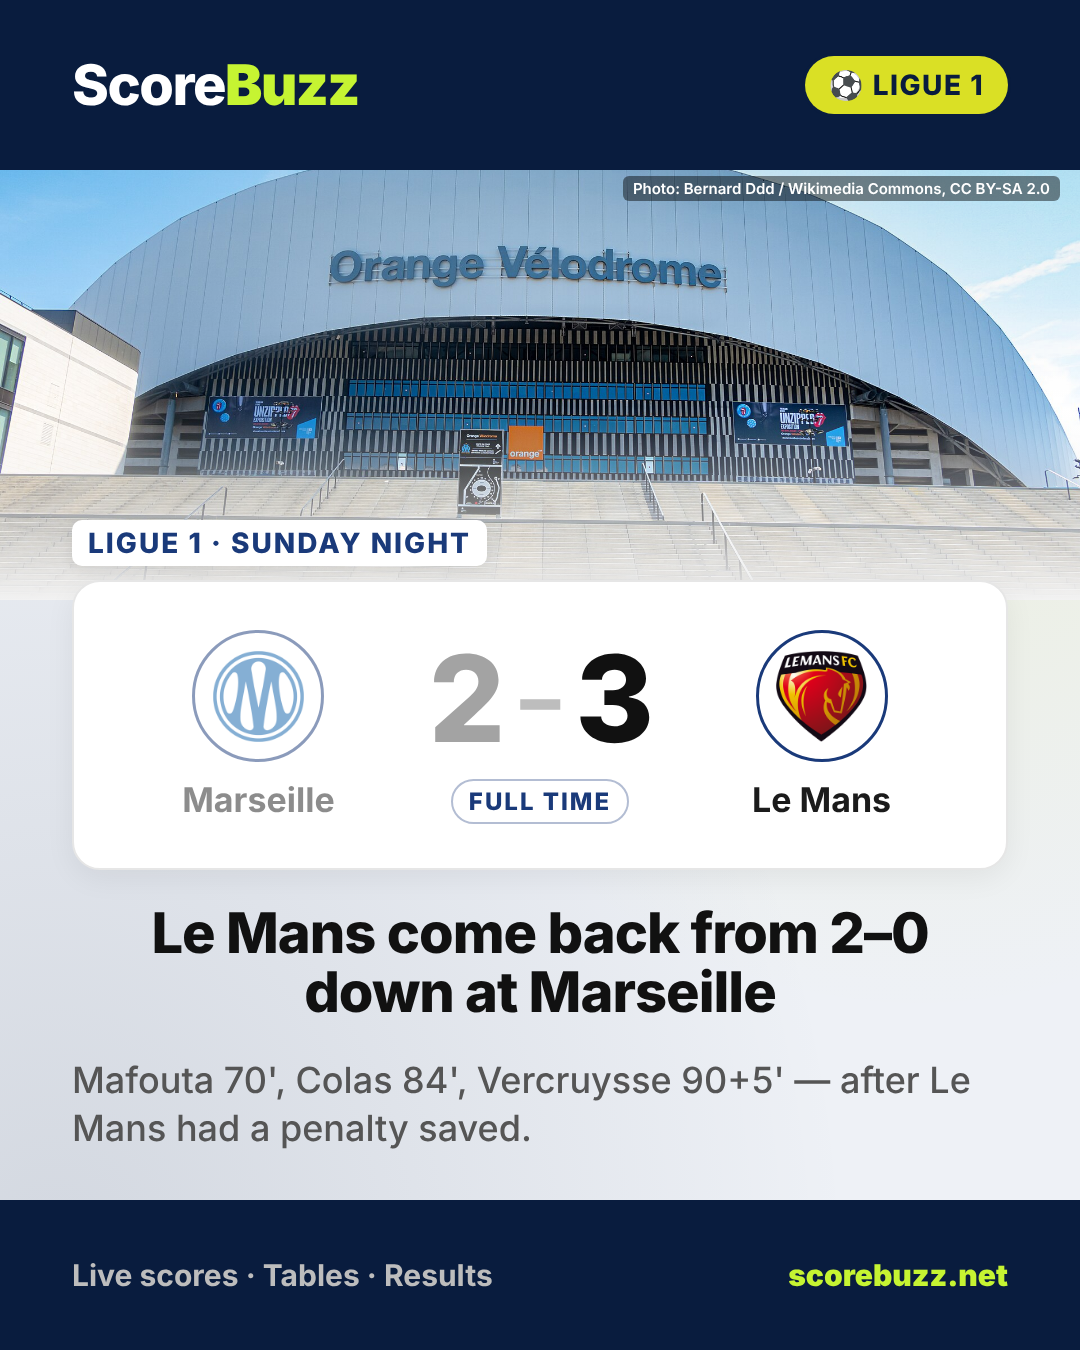 ScoreBuzz
⚽ LIGUE 1
Photo: Bernard Ddd / Wikimedia Commons, CC BY-SA 2.0
Orange Vélodrome
UNZIPPED
UNZIPPED
orange
LIGUE 1 · SUNDAY NIGHT
LEMANS FC
2 - 3
Marseille
FULL TIME
Le Mans
Le Mans come back from 2–0
down at Marseille
Mafouta 70', Colas 84', Vercruysse 90+5' — after Le
Mans had a penalty saved.
Live scores · Tables · Results
scorebuzz.net